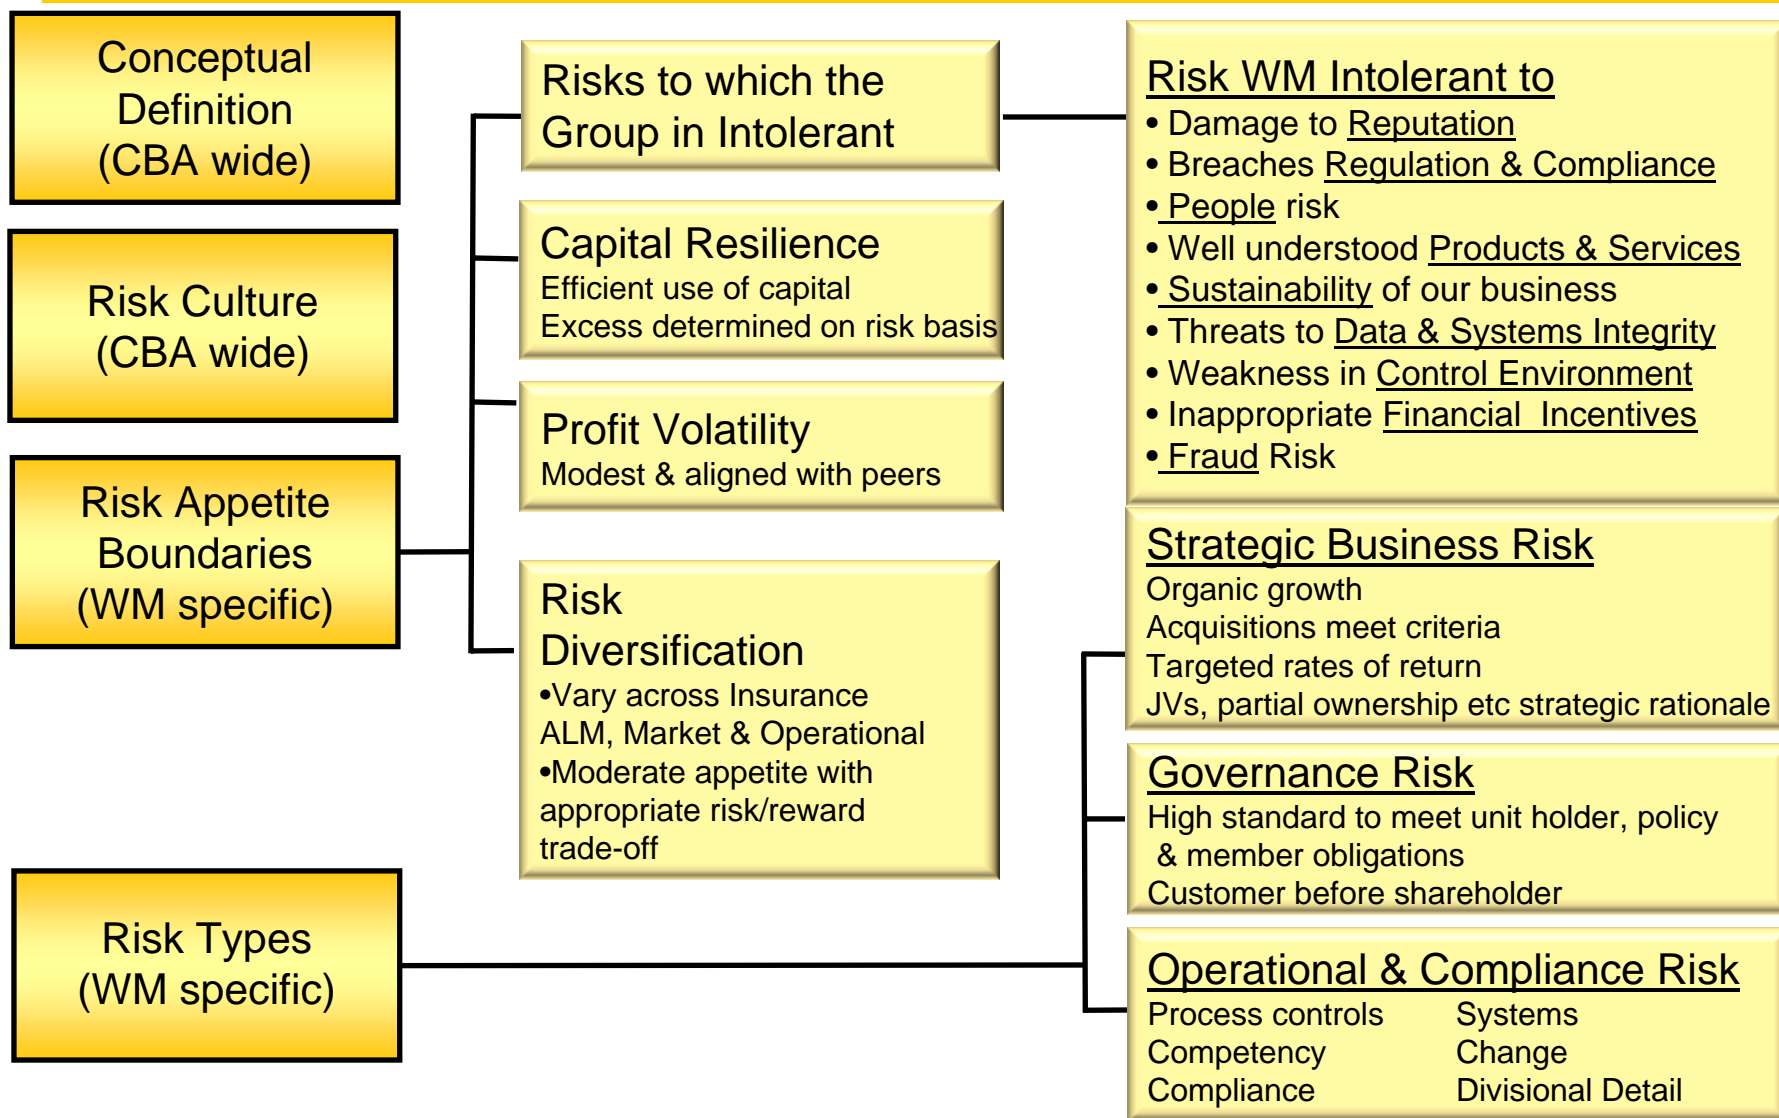 Conceptual
Definition
(CBA wide)
Risk Culture
(CBA wide)
Risk Appetite
Boundaries
(WM specific)
Risk Types
(WM specific)
Risks to which the
Group in Intolerant
Capital Resilience
Efficient use of capital
Excess determined on risk basis
Profit Volatility
Modest & aligned with peers
Risk
Diversification
•Vary across Insurance
ALM, Market & Operational
•Moderate appetite with
appropriate risk/reward
trade-off
Risk WM Intolerant to
• Damage to Reputation
• Breaches Regulation & Compliance
• People risk
• Well understood Products & Services
• Sustainability of our business
• Threats to Data & Systems Integrity
• Weakness in Control Environment
• Inappropriate Financial Incentives
• Fraud Risk
Strategic Business Risk
Organic growth
Acquisitions meet criteria
Targeted rates of return
JVs, partial ownership etc strategic rationale
Governance Risk
High standard to meet unit holder, policy
& member obligations
Customer before shareholder
Operational & Compliance Risk
Process controls Systems
Competency Change
Compliance Divisional Detail